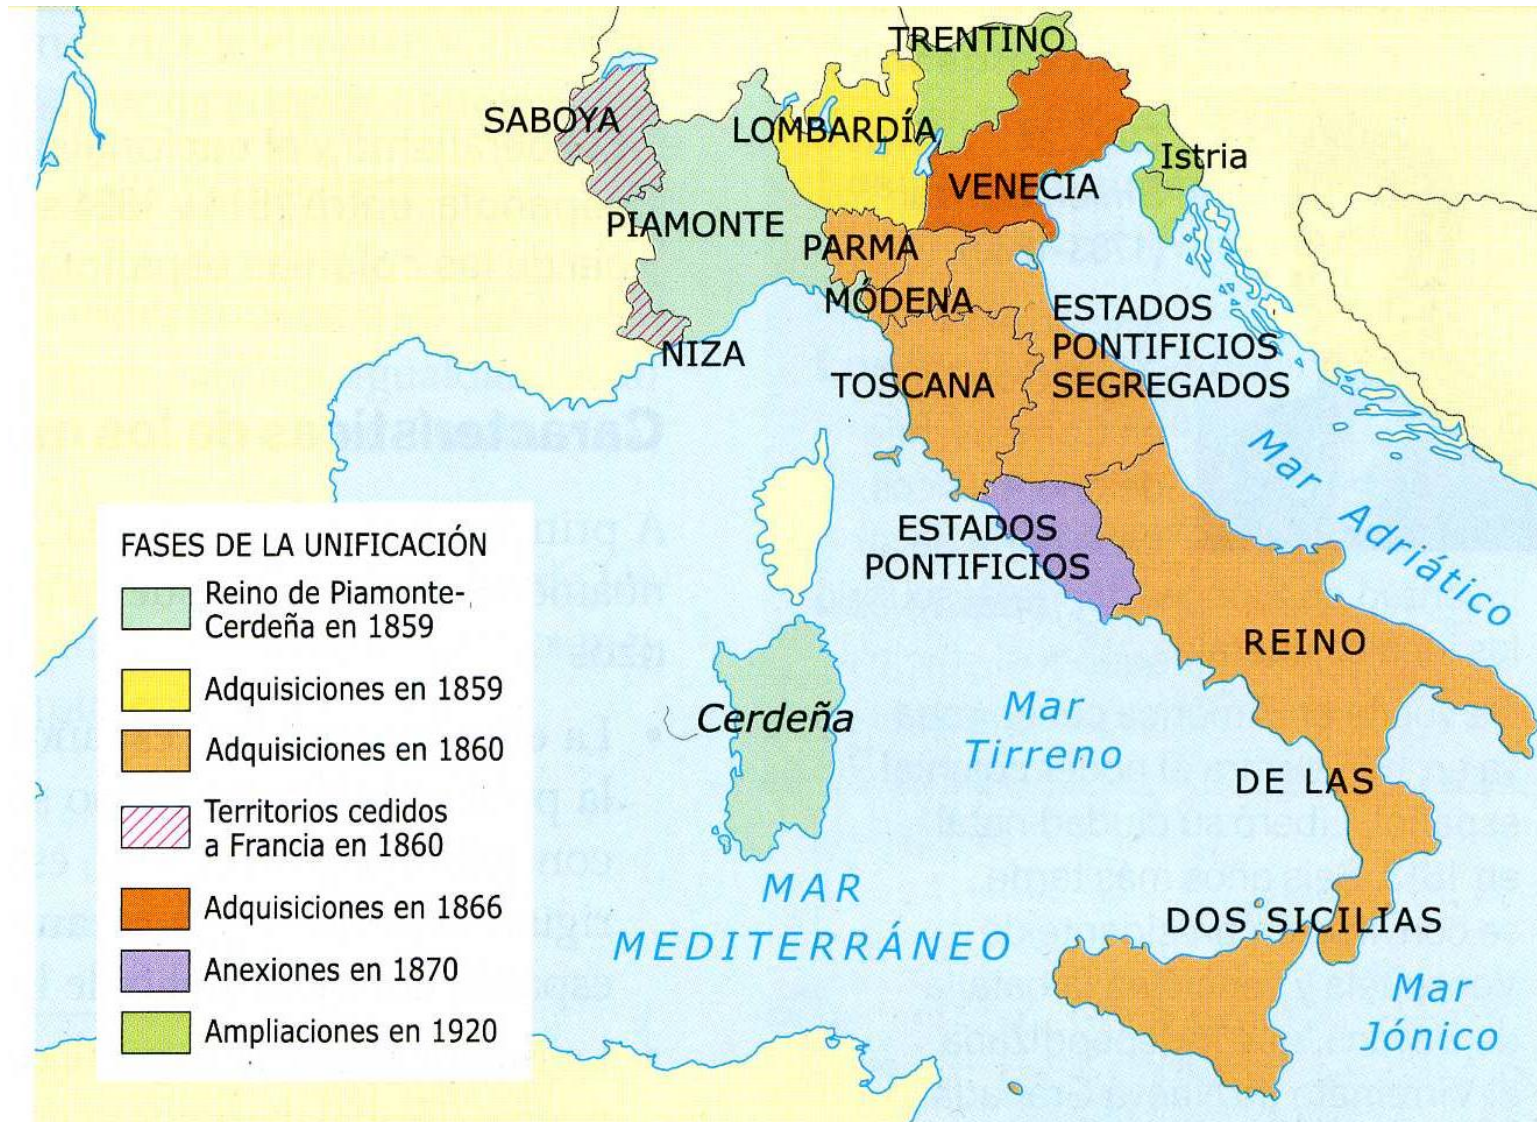 TRENTINO
SABOYA
LOMBARDÍA
Istria
VENECIA
PIAMONTE
PARMA
MÓDENA
ESTADOS
PONTIFICIOS
SEGREGADOS
NIZA
TOSCANA
Mar Adriático
ESTADOS
PONTIFICIOS
REINO
DE LAS
DOS SICILIAS
Cerdeña
Mar
Tirreno
MAR
MEDITERRÁNEO
Mar
Jónico
FASES DE LA UNIFICACIÓN
Reino de Piamonte-
Cerdeña en 1859
Adquisiciones en 1859
Adquisiciones en 1860
Territorios cedidos
a Francia en 1860
Adquisiciones en 1866
Anexiones en 1870
Ampliaciones en 1920